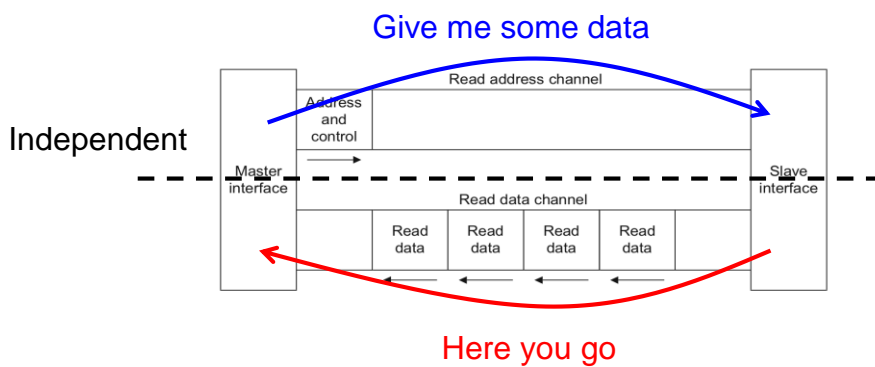 Give me some data
Read address channel
Address
and
control
Independent
Master
interface
Slave
interface
Read data channel
Read
data
Read
data
Read
data
Read
data
Here you go